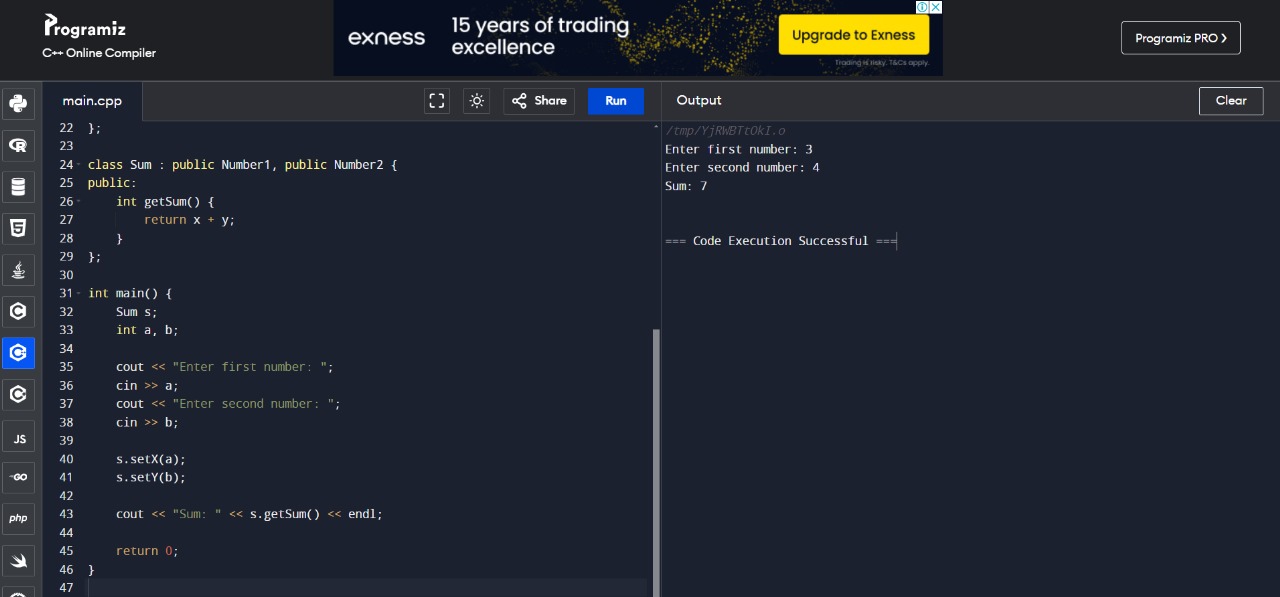 Programiz
C++ Online Compiler
exness
15 years of trading
excellence
Upgrade to Exness
Trading is risky. T&Cs apply.
Programiz PRO ❯
main.cpp
Share
Run
Output
Clear
22 };
23
24 class Sum : public Number1, public Number2 {
25 public:
26     int getSum() {
27         return x + y;
28     }
29 };
30
31 int main() {
32     Sum s;
33     int a, b;
34
35     cout << "Enter first number: ";
36     cin >> a;
37     cout << "Enter second number: ";
38     cin >> b;
39
40     s.setX(a);
41     s.setY(b);
42
43     cout << "Sum: " << s.getSum() << endl;
44
45     return 0;
46 }
47
/tmp/YjRWBTtOkI.o
Enter first number: 3
Enter second number: 4
Sum: 7
=== Code Execution Successful ===
R
5
C
C
C
JS
GO
php